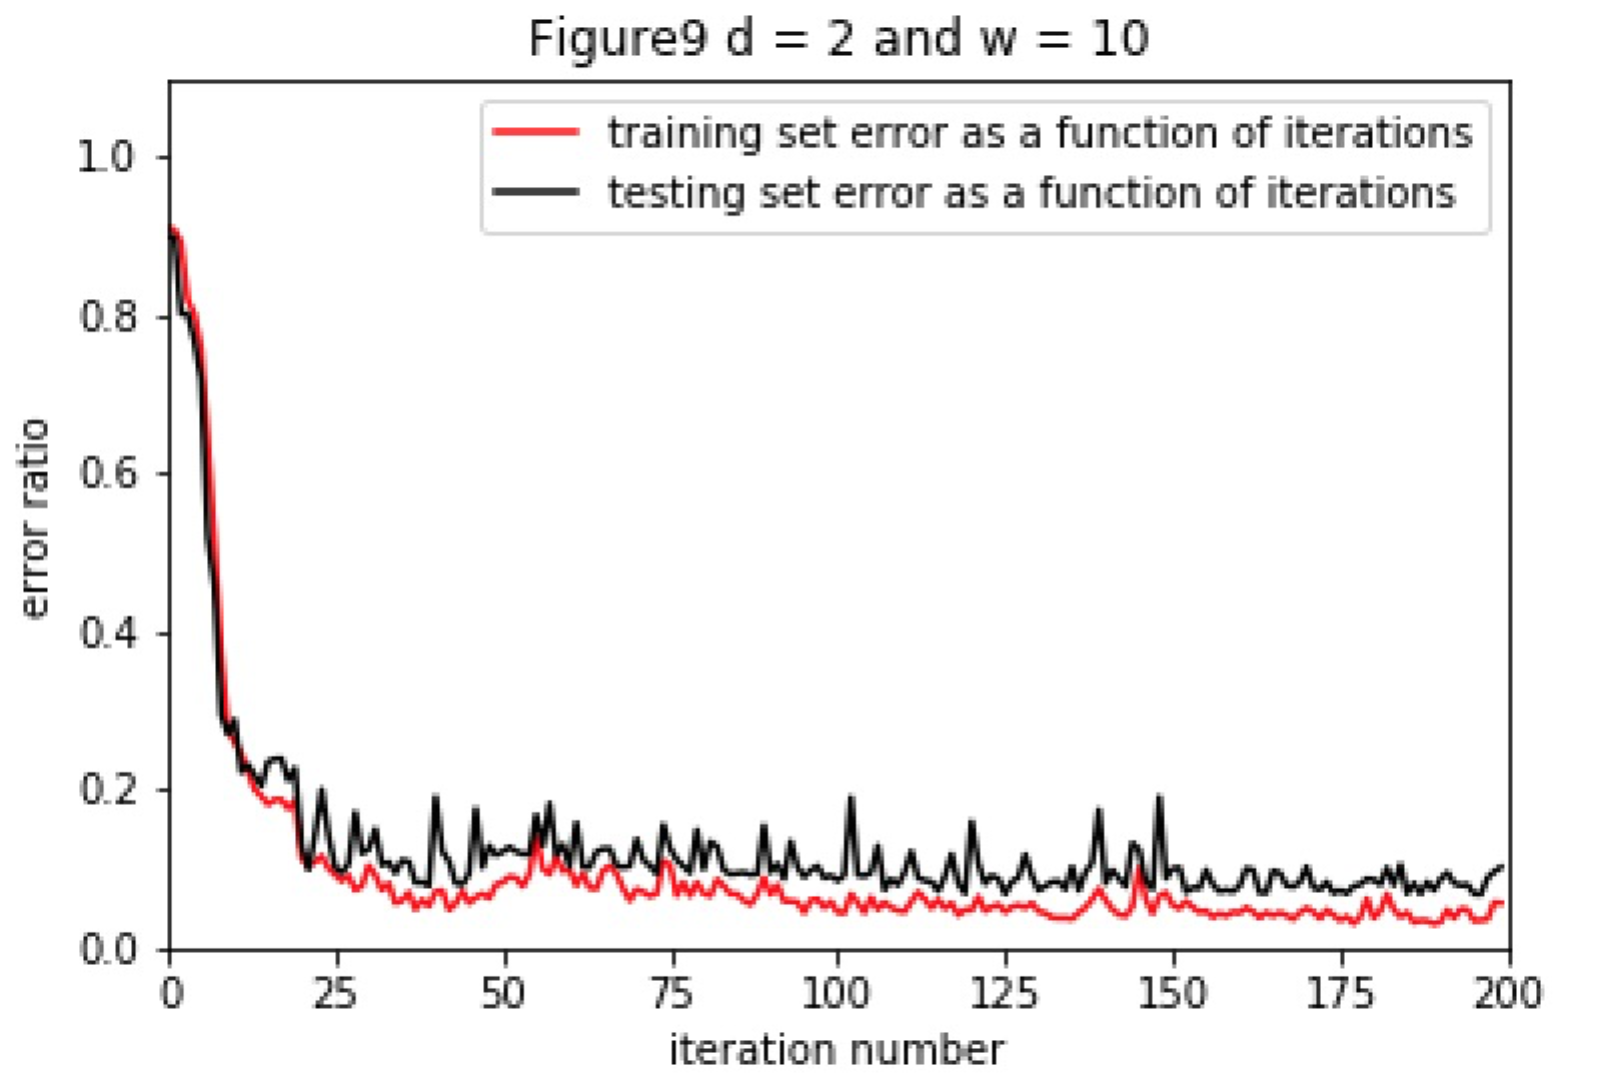 Figure9 d = 2 and w = 10
training set error as a function of iterations
testing set error as a function of iterations
1.0
0.8
0.6
0.4
0.2
0.0
error ratio
0 25 50 75 100 125 150 175 200
iteration number